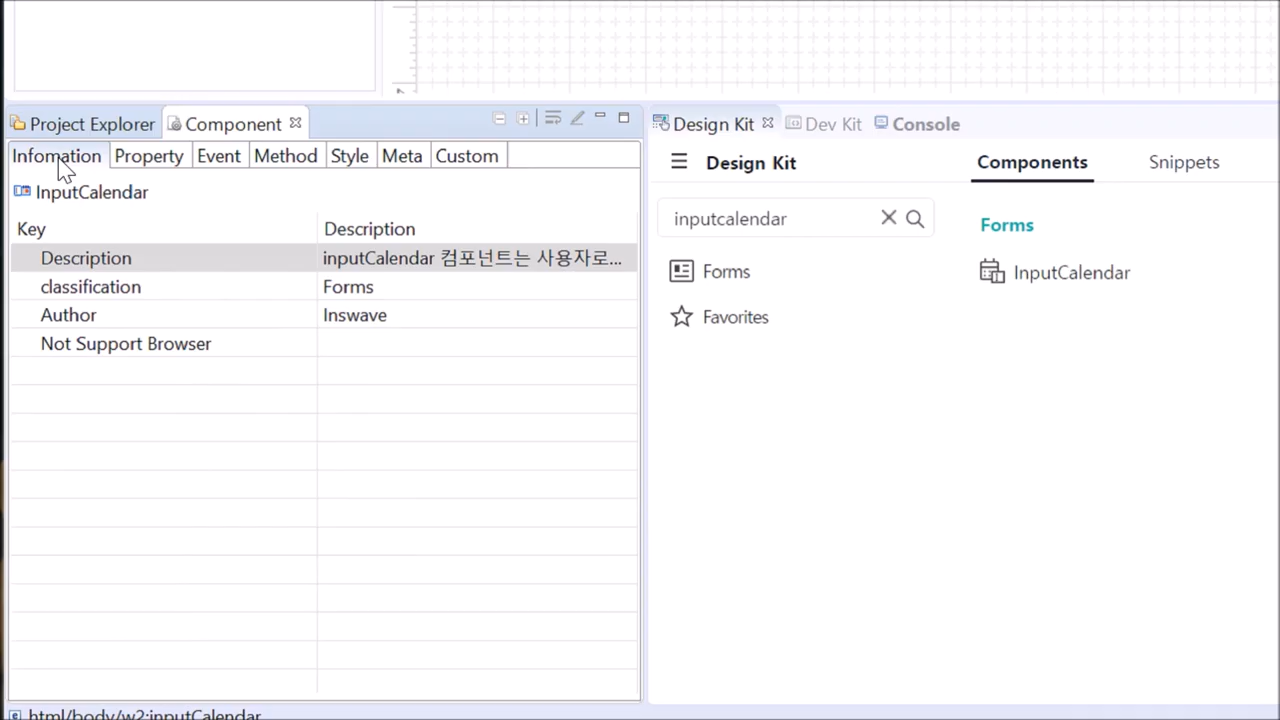 Project Explorer Component Design Kit Dev Kit Console
Infomation Property Event Method Style Meta Custom
Design Kit Components Snippets
InputCalendar
inputcalendar
Forms
Key Description
Description inputCalendar 컴포넌트는 사용자로...
Forms InputCalendar
classification Forms
Author Inswave
Favorites
Not Support Browser
html/body/w2:inputCalendar